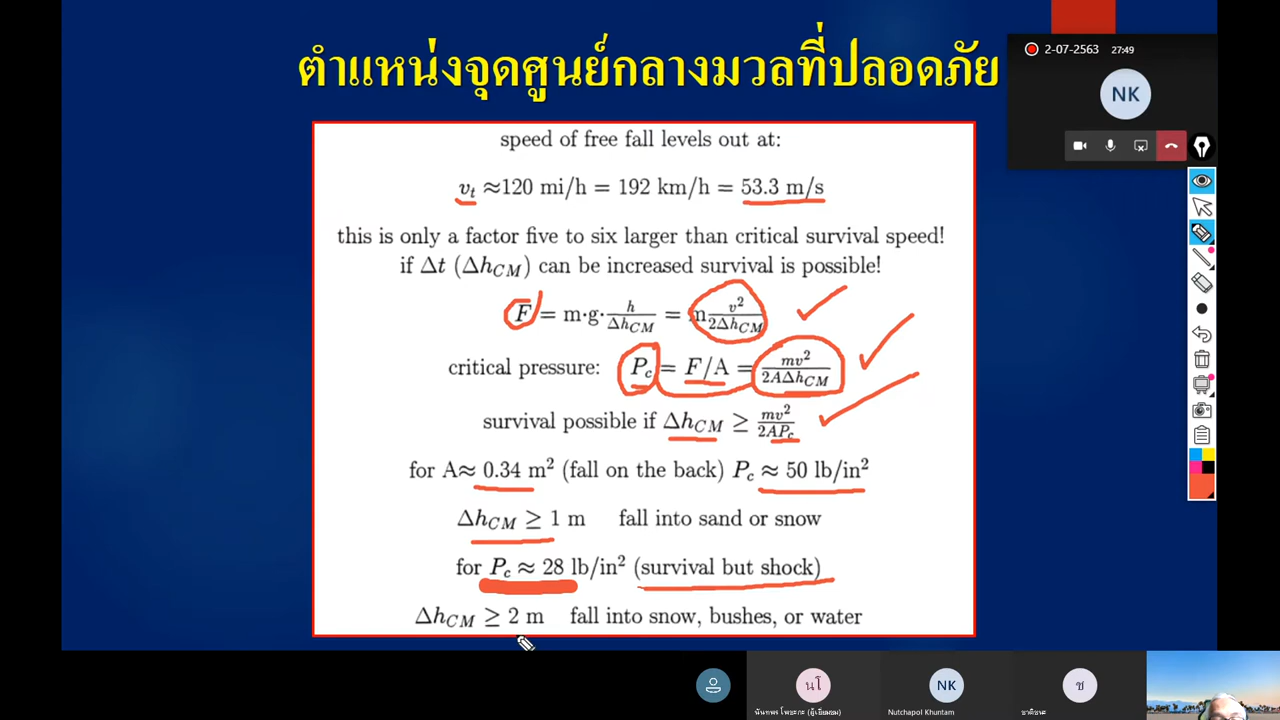 ตำแหน่งจุดศูนย์กลางมวลที่ปลอดภัย
2-07-2563 27:49
NK
speed of free fall levels out at:
vₜ ≈120 mi/h = 192 km/h = 53.3 m/s
this is only a factor five to six larger than critical survival speed!
if Δt (Δh_CM) can be increased survival is possible!
F = m·g·h/Δh_CM = m v²/2Δh_CM
critical pressure: P_c = F/A = mv²/2AΔh_CM
survival possible if Δh_CM ≥ mv²/2AP_c
for A≈ 0.34 m² (fall on the back) P_c ≈ 50 lb/in²
Δh_CM ≥ 1 m fall into sand or snow
for P_c ≈ 28 lb/in² (survival but shock)
Δh_CM ≥ 2 m fall into snow, bushes, or water
นโ NK ช
Nutchapol Khuntam